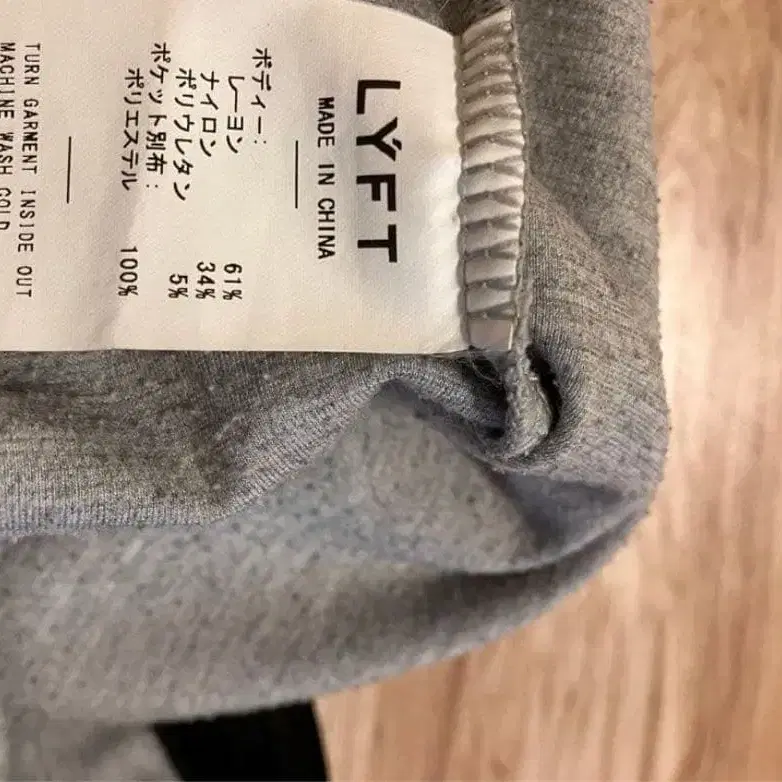 LÝFT
MADE IN CHINA
ボディー:
レーヨン 61%
ナイロン 34%
ポリウレタン 5%
ポケット別布:
ポリエステル 100%
TURN GARMENT INSIDE OUT
MACHINE WASH COLD